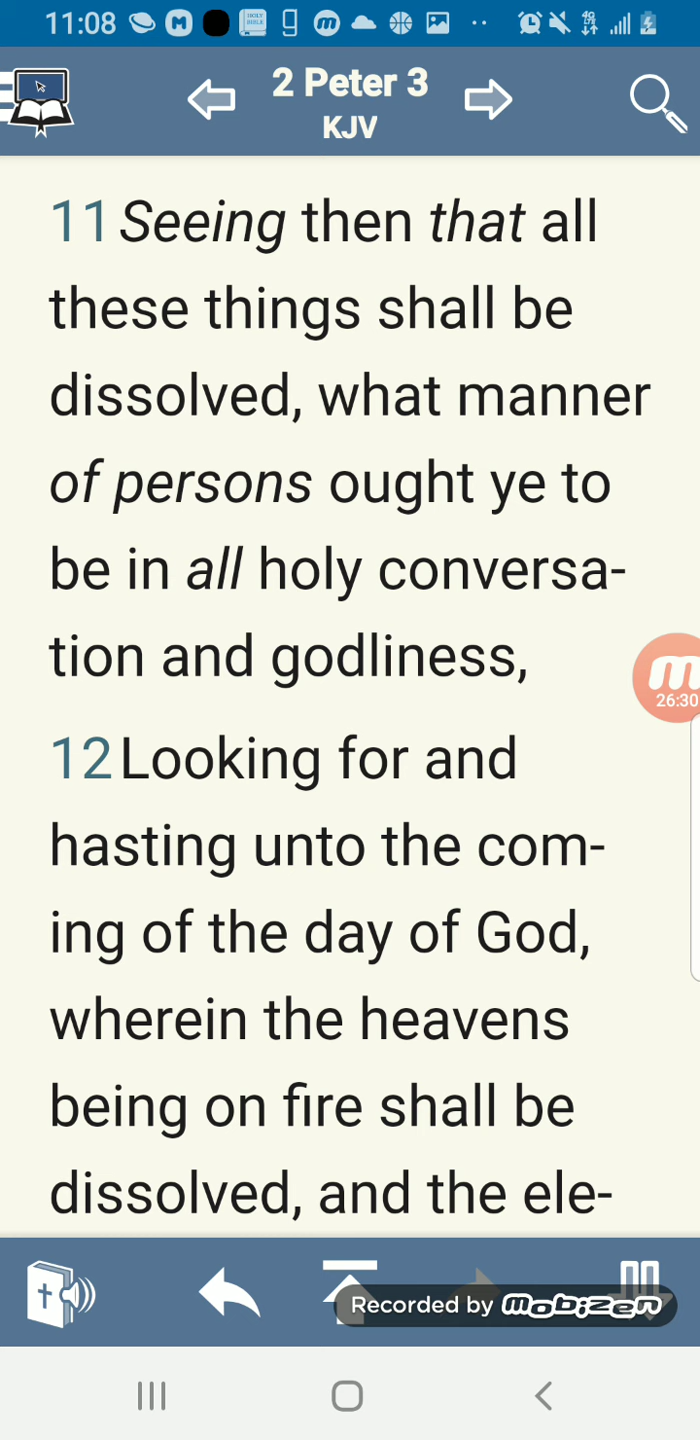 11:08
2 Peter 3
KJV
11 Seeing then that all
these things shall be
dissolved, what manner
of persons ought ye to
be in all holy conversa-
tion and godliness,
26:30
12 Looking for and
hasting unto the com-
ing of the day of God,
wherein the heavens
being on fire shall be
dissolved, and the ele-
Recorded by mobizen